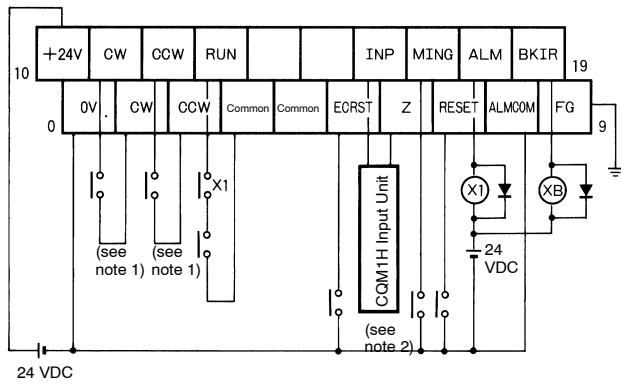 +24V CW CCW RUN INP MING ALM BKIR
10 19
0V CW CCW Common Common ECRST Z RESET ALMCOM FG
0 9
X1
X1 XB
CQM1H Input Unit
(see note 1)
(see note 1)
24 VDC
(see note 2)
24 VDC